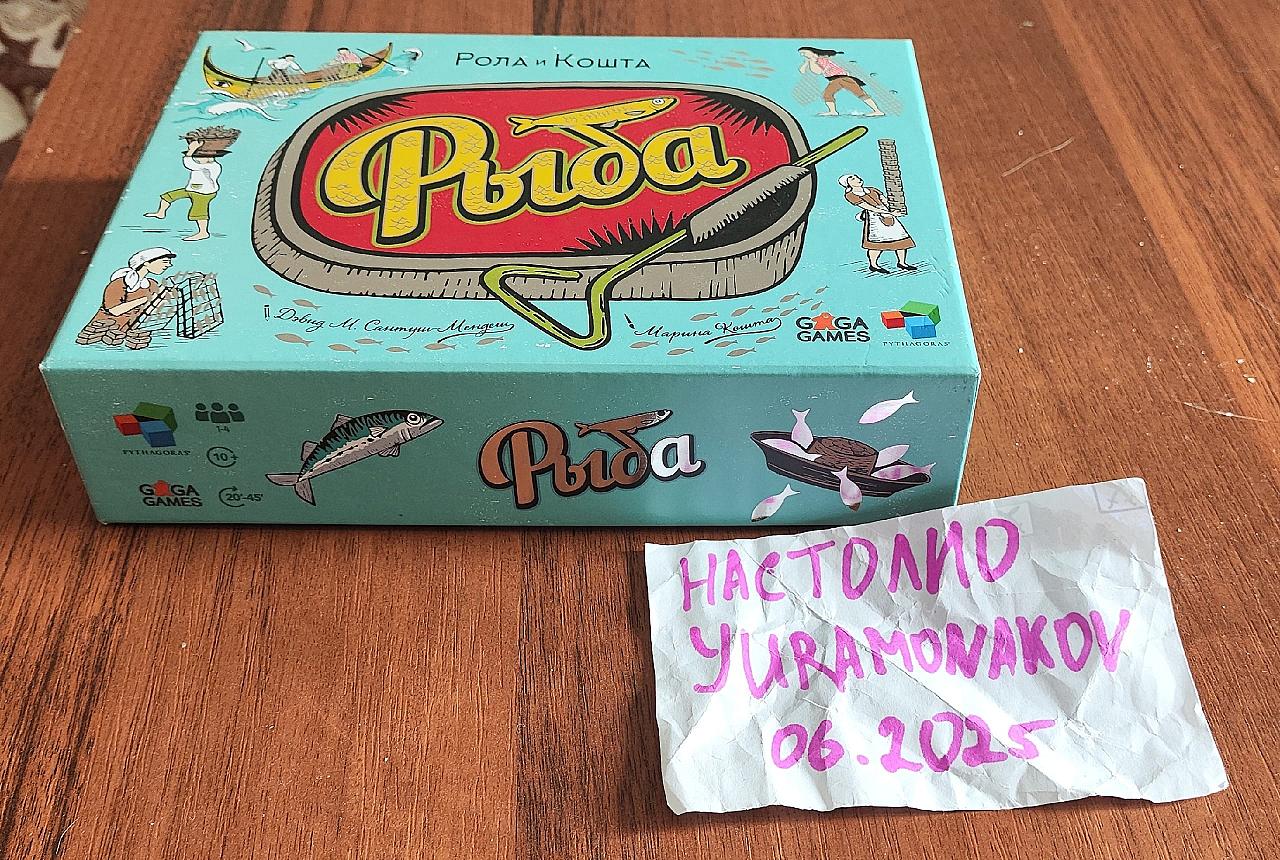 Рола и Кошта
Рыба
Давид М. Сантуш-Мендеш
Марина Кошта
GAGA
GAMES
PYTHAGORAS
PYTHAGORAS
1-4
10+
GAGA
GAMES
20'-45'
Рыба
НАСТОЛИО
YURAMONAKOV
06.2025